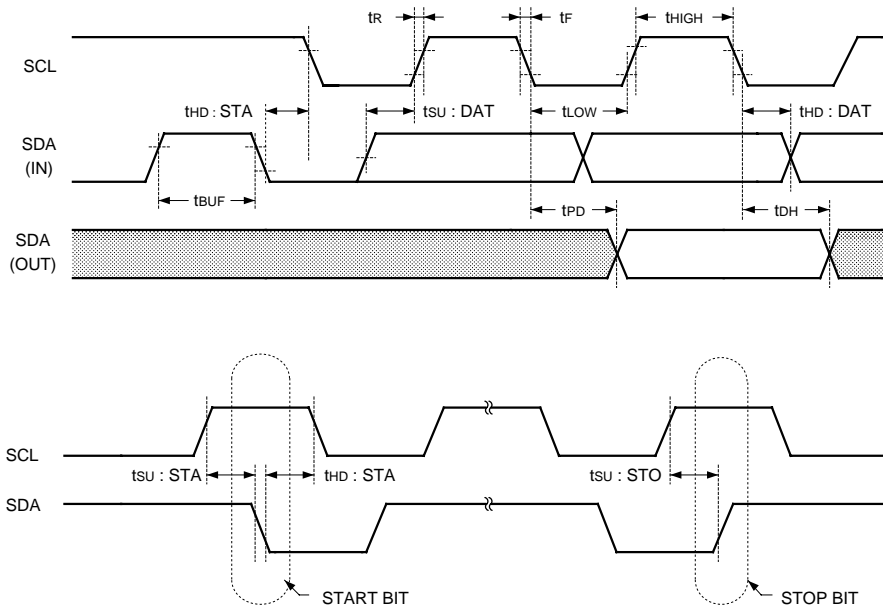 tR tF tHIGH
SCL
tHD : STA tSU : DAT tLOW tHD : DAT
SDA
(IN)
tBUF
tPD tDH
SDA
(OUT)
SCL
tSU : STA tHD : STA tSU : STO
SDA
START BIT STOP BIT